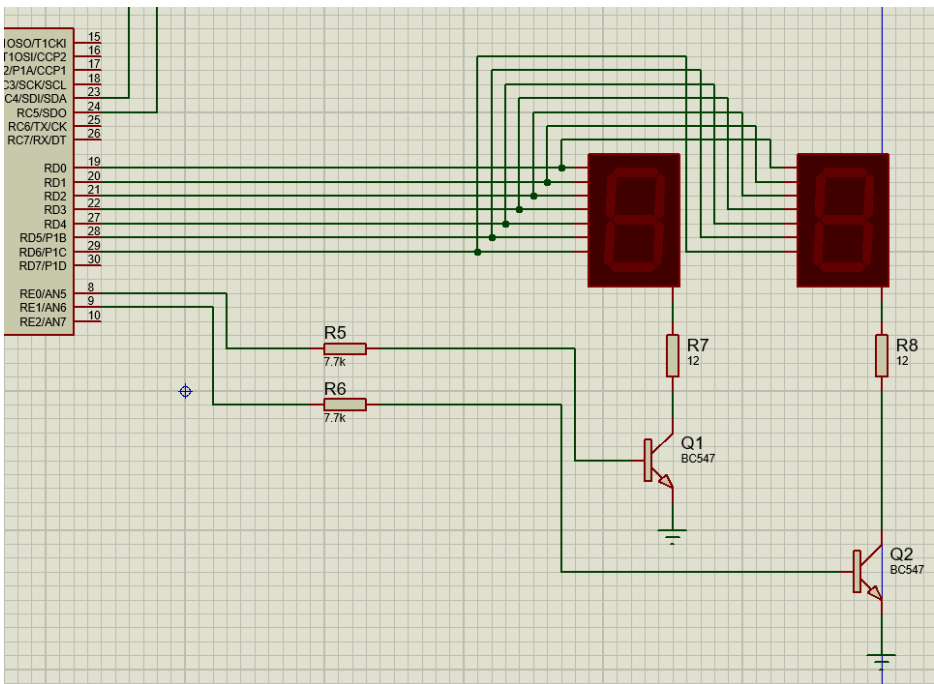 IOSO/T1CKI 15
T1OSI/CCP2 16
2/P1A/CCP1 17
C3/SCK/SCL 18
C4/SDI/SDA 23
RC5/SDO 24
RC6/TX/CK 25
RC7/RX/DT 26
RD0 19
RD1 20
RD2 21
RD3 22
RD4 27
RD5/P1B 28
RD6/P1C 29
RD7/P1D 30
RE0/AN5 8
RE1/AN6 9
RE2/AN7 10
R5
7.7k
R6
7.7k
R7
12
R8
12
Q1
BC547
Q2
BC547